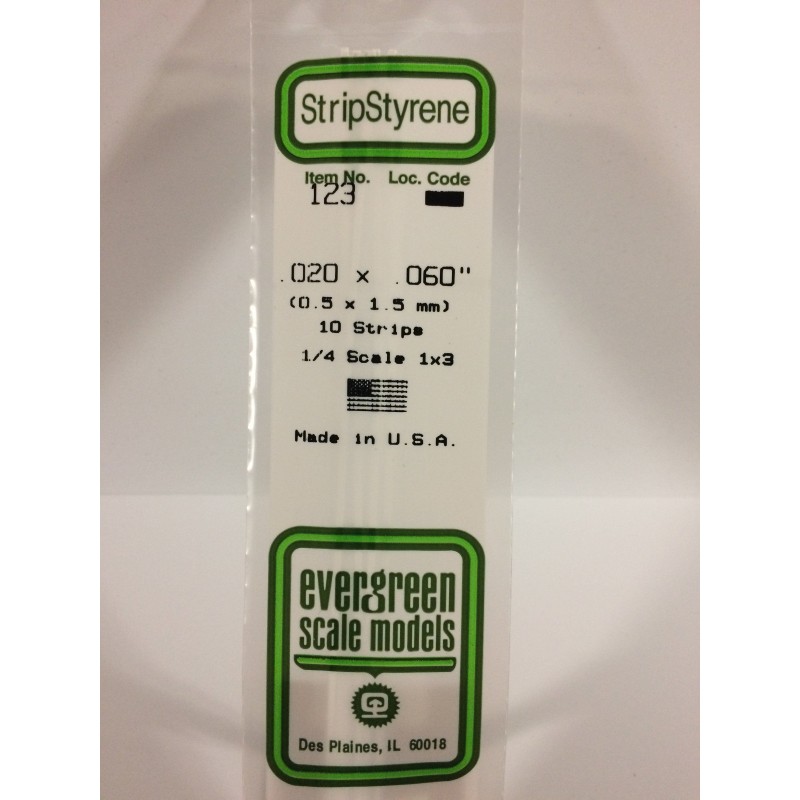 StripStyrene
Item No. Loc. Code
123
.020 x .060"
(0.5 x 1.5 mm)
10 Strips
1/4 Scale 1x3
Made in U.S.A.
evergreen
scale models
Des Plaines, IL 60018